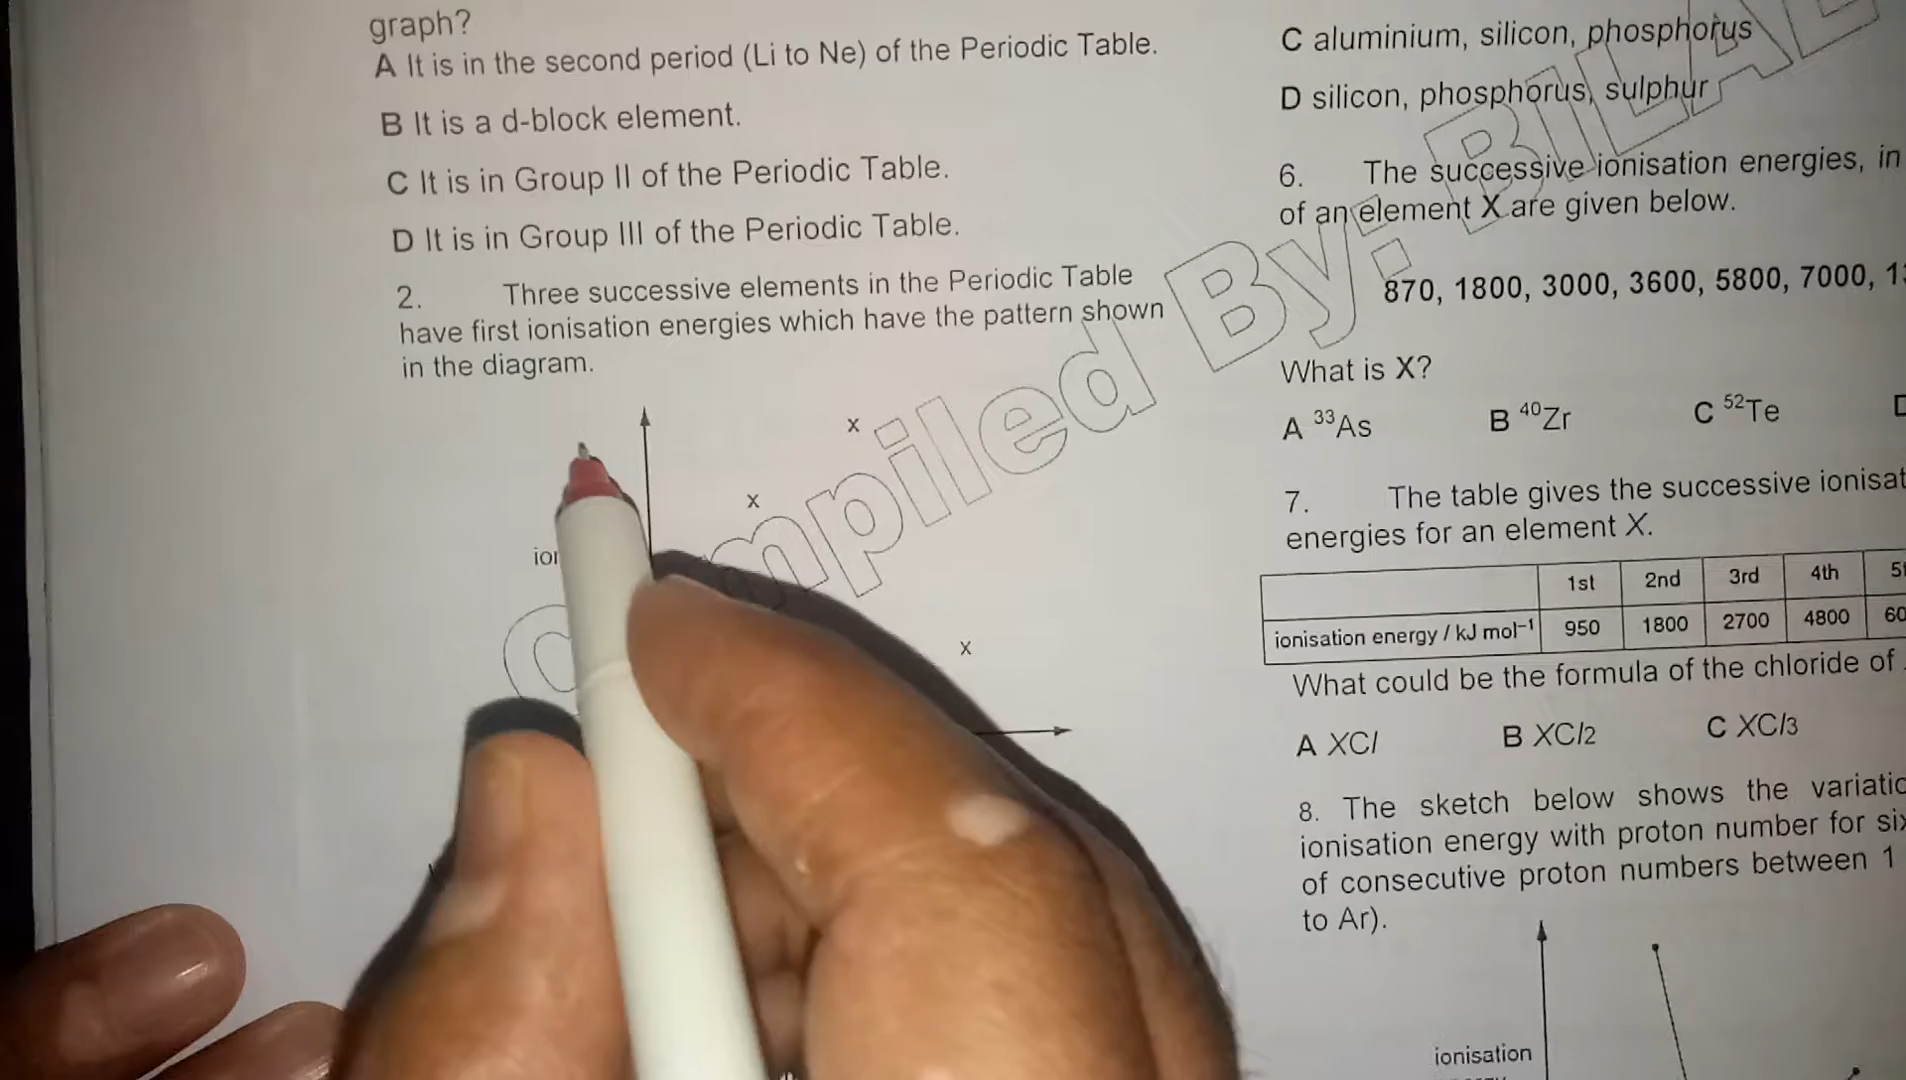 graph?
A It is in the second period (Li to Ne) of the Periodic Table.
B It is a d-block element.
C It is in Group II of the Periodic Table.
D It is in Group III of the Periodic Table.
2. Three successive elements in the Periodic Table
have first ionisation energies which have the pattern shown
in the diagram.
x
x
x
C aluminium, silicon, phosphorus
D silicon, phosphorus, sulphur
6. The successive ionisation energies, in
of an element X are given below.
870, 1800, 3000, 3600, 5800, 7000,
What is X?
A ³³As B ⁴⁰Zr C ⁵²Te
7. The table gives the successive
energies for an element X.
1st 2nd 3rd 4th
ionisation energy / kJ mol⁻¹ 950 1800 2700 4800
What could be the formula of the chloride of
A XCl B XCl2 C XCl3
8. The sketch below shows the
ionisation energy with proton number for
of consecutive proton numbers between 1
to Ar).
ionisation
Compiled By: BILAL